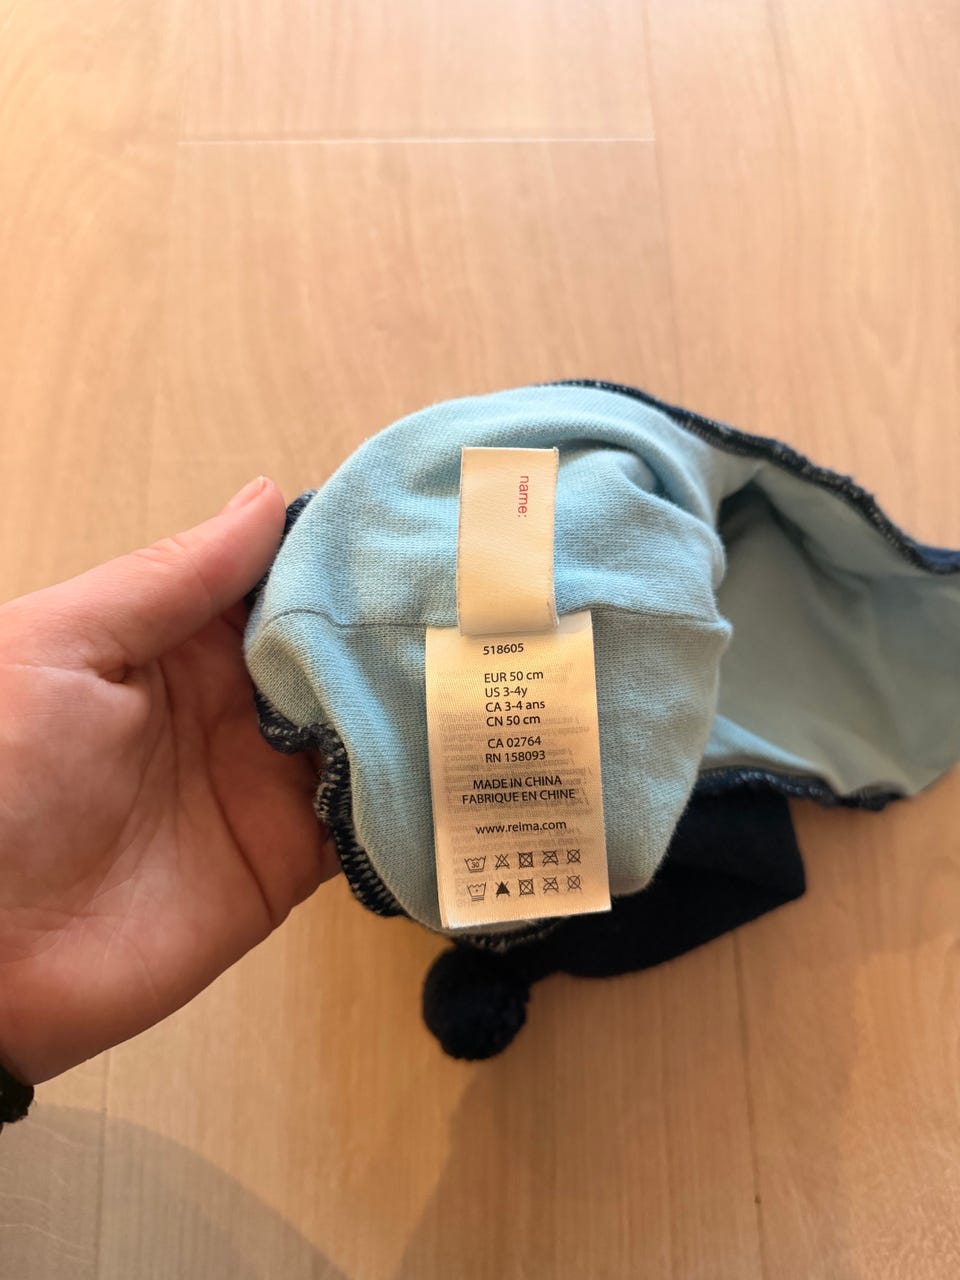 name:
518605
EUR 50 cm
US 3-4y
CA 3-4 ans
CN 50 cm
CA 02764
RN 158093
MADE IN CHINA
FABRIQUE EN CHINE
www.reima.com
30